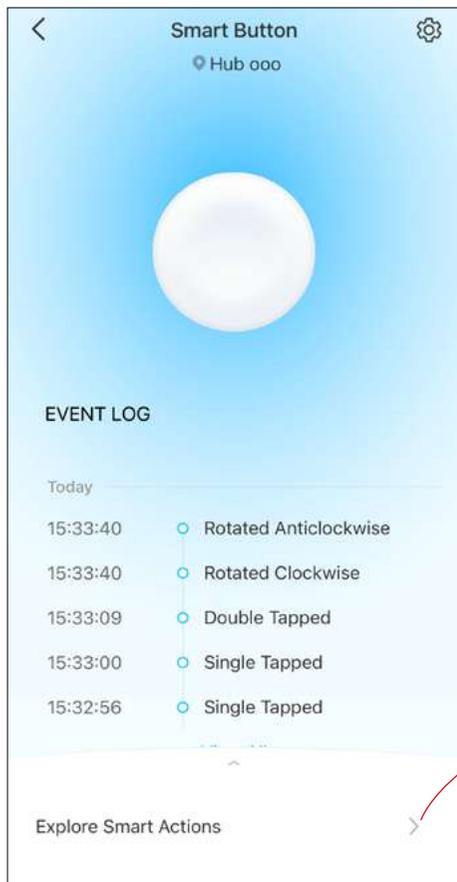 Smart Button
Hub ooo
EVENT LOG
Today
15:33:40 Rotated Anticlockwise
15:33:40 Rotated Clockwise
15:33:09 Double Tapped
15:33:00 Single Tapped
15:32:56 Single Tapped
Explore Smart Actions